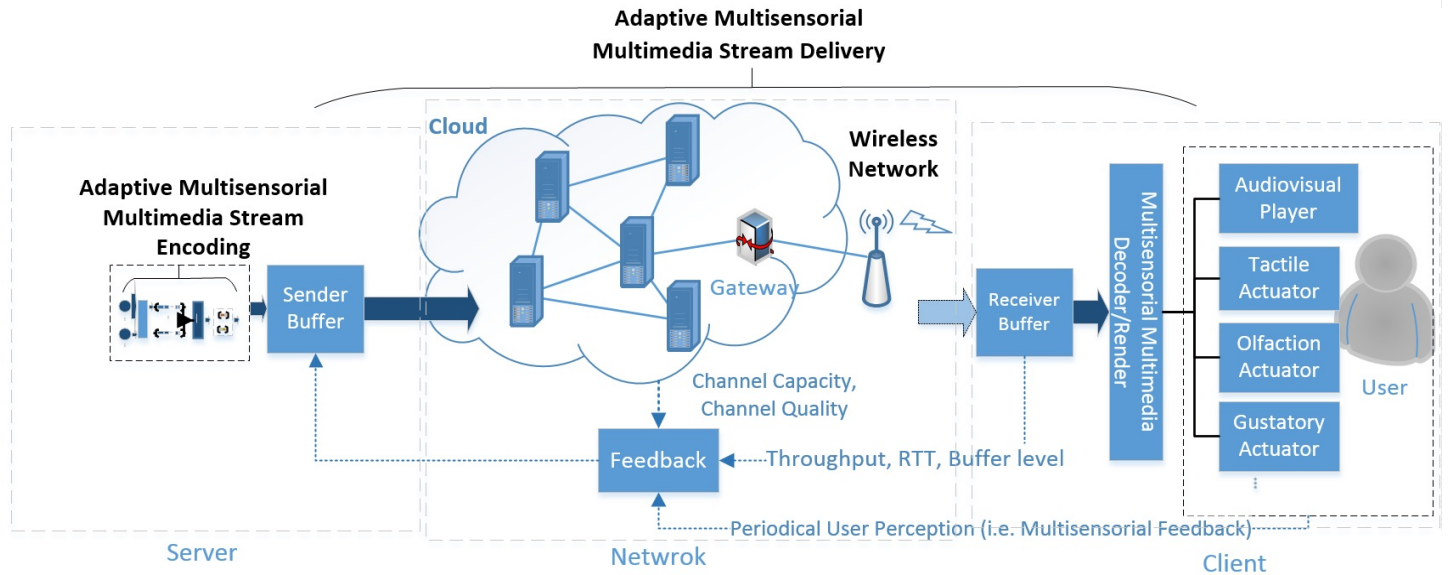 Adaptive Multisensorial
Multimedia Stream Delivery
Cloud
Wireless
Network
Adaptive Multisensorial
Multimedia Stream
Encoding
Sender
Buffer
Gateway
Receiver
Buffer
Multisensorial Multimedia
Decoder/Render
Audiovisual
Player
Tactile
Actuator
Olfaction
Actuator
Gustatory
Actuator
User
Channel Capacity,
Channel Quality
Feedback
Throughput, RTT, Buffer level
Periodical User Perception (i.e. Multisensorial Feedback)
Server
Netwrok
Client